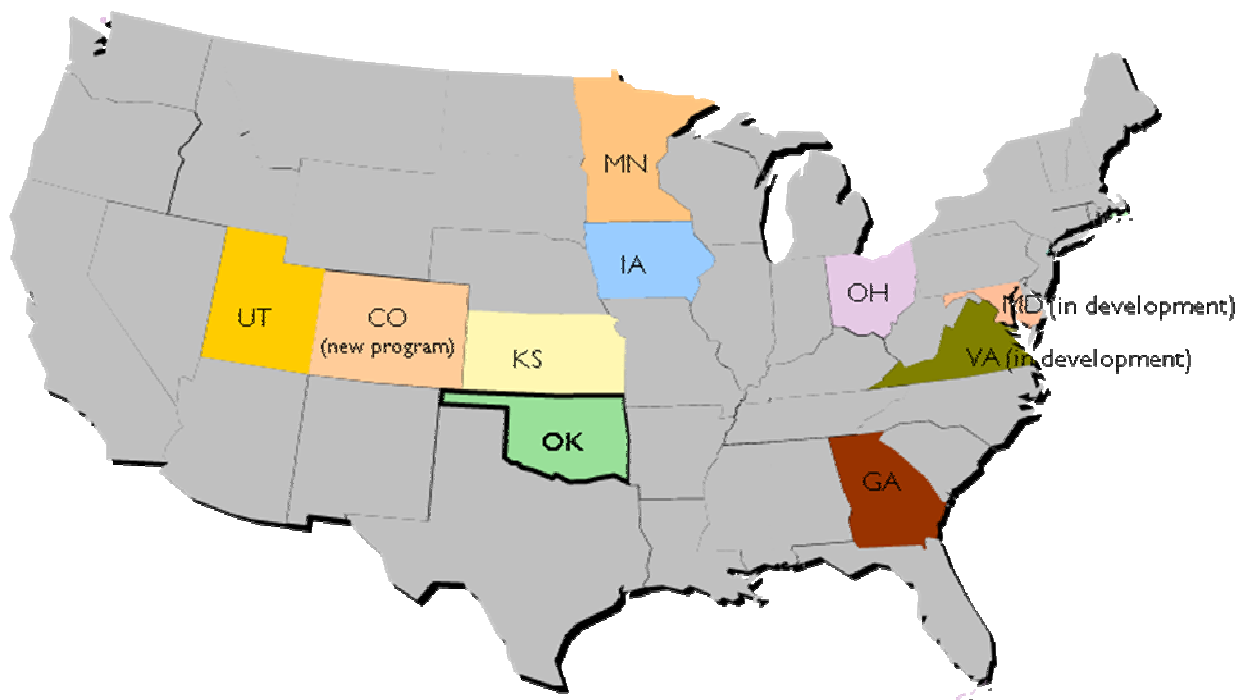 MN
IA
OH
MD (in development)
UT
CO
(new program)
KS
VA (in development)
OK
GA